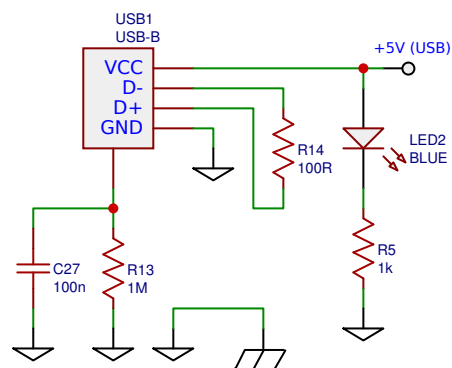 USB1
USB-B
+5V (USB)
VCC
D-
D+
GND
R14
100R
LED2
BLUE
R5
1k
C27
100n
R13
1M